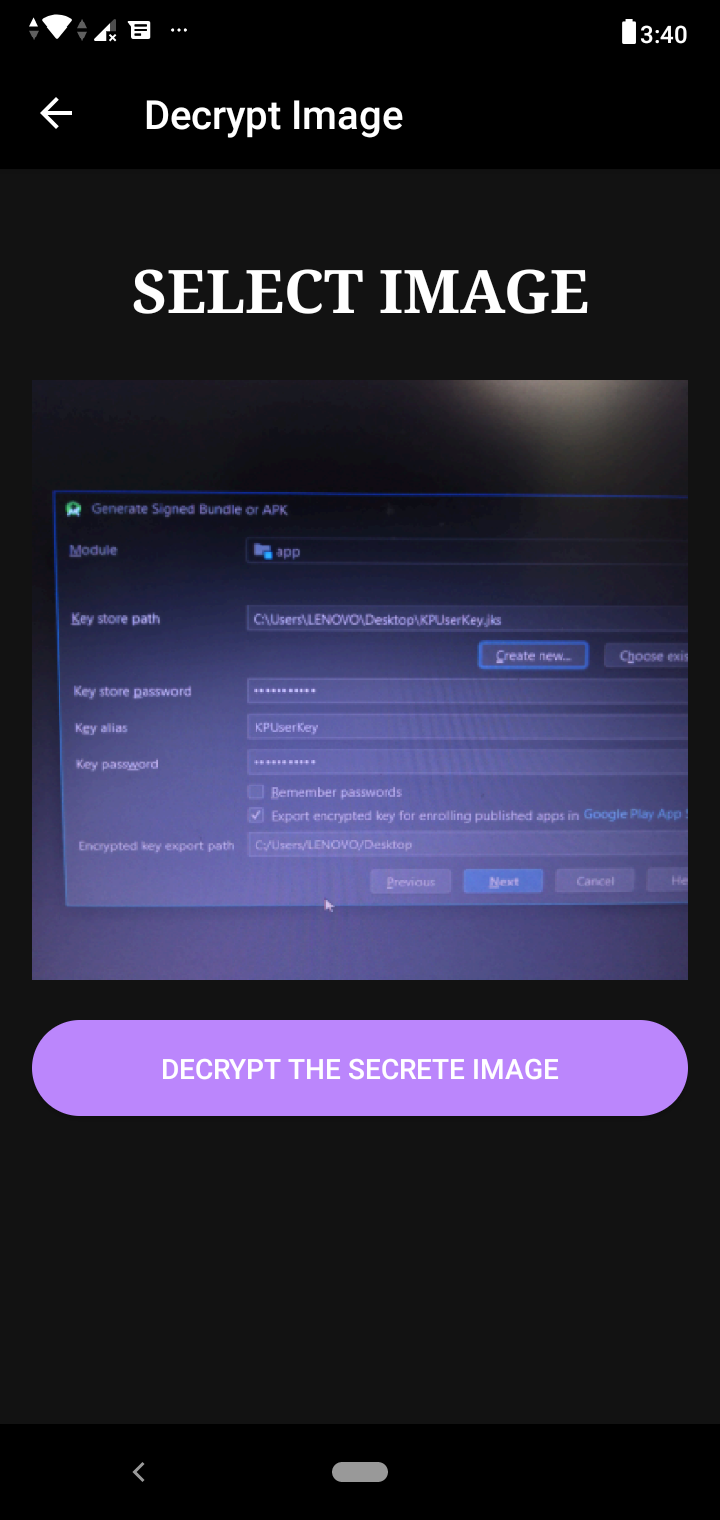 3:40
Decrypt Image
SELECT IMAGE
Generate Signed Bundle or APK
Module app
Key store path C:\Users\LENOVO\Desktop\KPUserKey.jks
Create new... Choose exis
Key store password •••••••••••
Key alias KPUserKey
Key password •••••••••••
Remember passwords
Export encrypted key for enrolling published apps in Google Play App S
Encrypted key export path C:/Users/LENOVO/Desktop
Previous Next Cancel He
DECRYPT THE SECRETE IMAGE